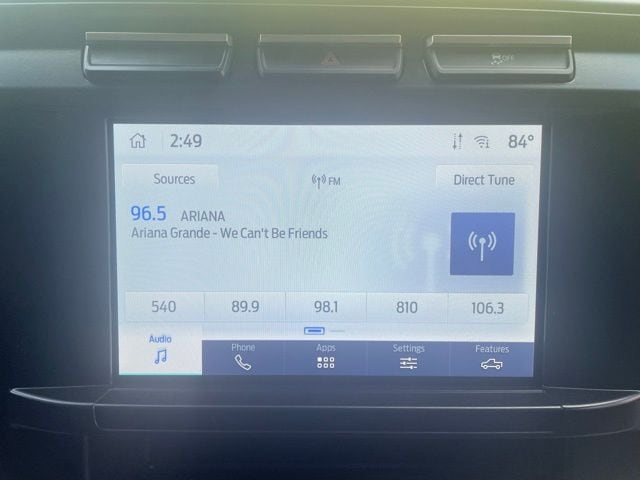 OFF
2:49 84°
Sources FM Direct Tune
96.5 ARIANA
Ariana Grande - We Can't Be Friends
540 89.9 98.1 810 106.3
Audio Phone Apps Settings Features